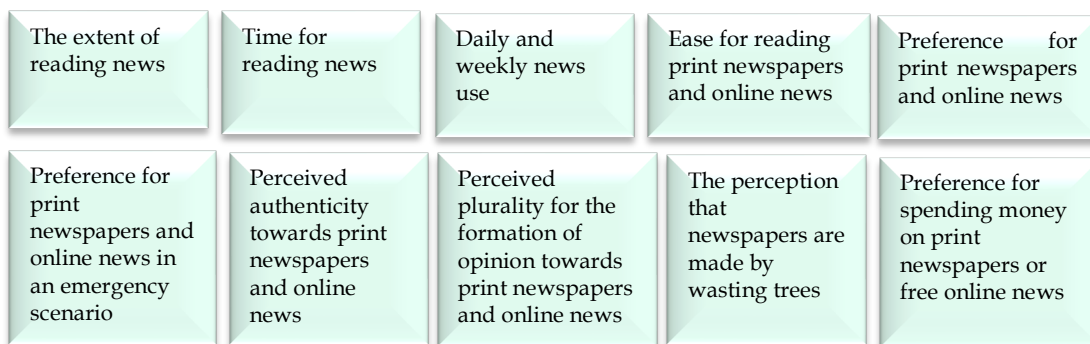 The extent of
reading news
Time for
reading news
Daily and
weekly news
use
Ease for reading
print newspapers
and online news
Preference for
print newspapers
and online news
Preference for
print
newspapers and
online news in
an emergency
scenario
Perceived
authenticity
towards print
newspapers
and online
news
Perceived
plurality for the
formation of
opinion towards
print newspapers
and online news
The perception
that
newspapers are
made by
wasting trees
Preference for
spending money
on print
newspapers or
free online news